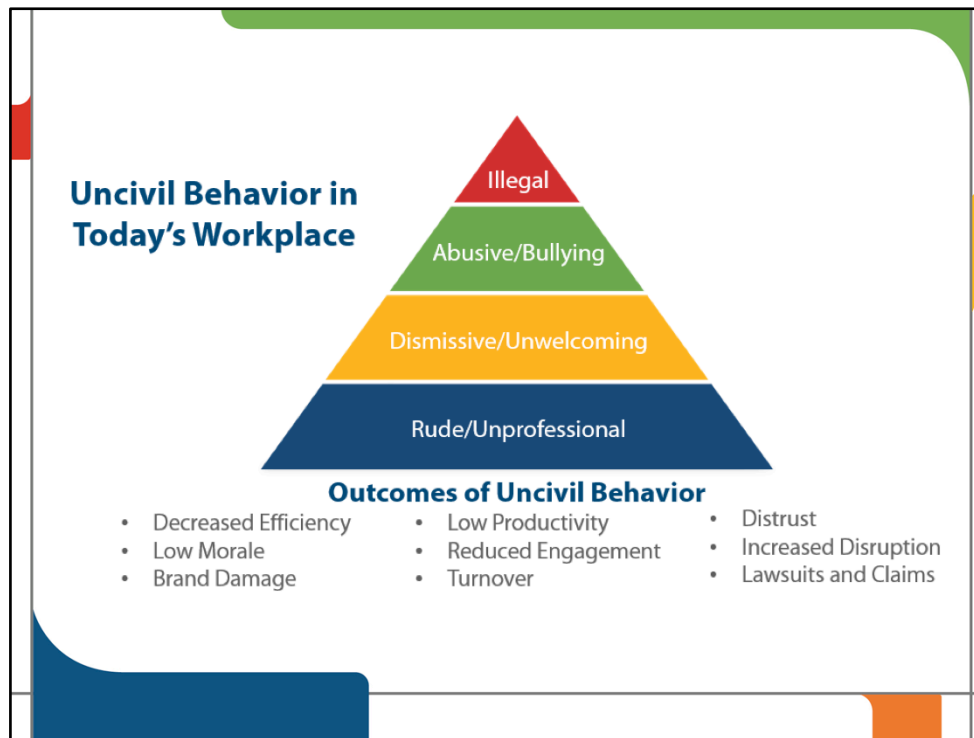 Uncivil Behavior in
Today’s Workplace
Illegal
Abusive/Bullying
Dismissive/Unwelcoming
Rude/Unprofessional
Outcomes of Uncivil Behavior
• Decreased Efficiency
• Low Morale
• Brand Damage
• Low Productivity
• Reduced Engagement
• Turnover
• Distrust
• Increased Disruption
• Lawsuits and Claims